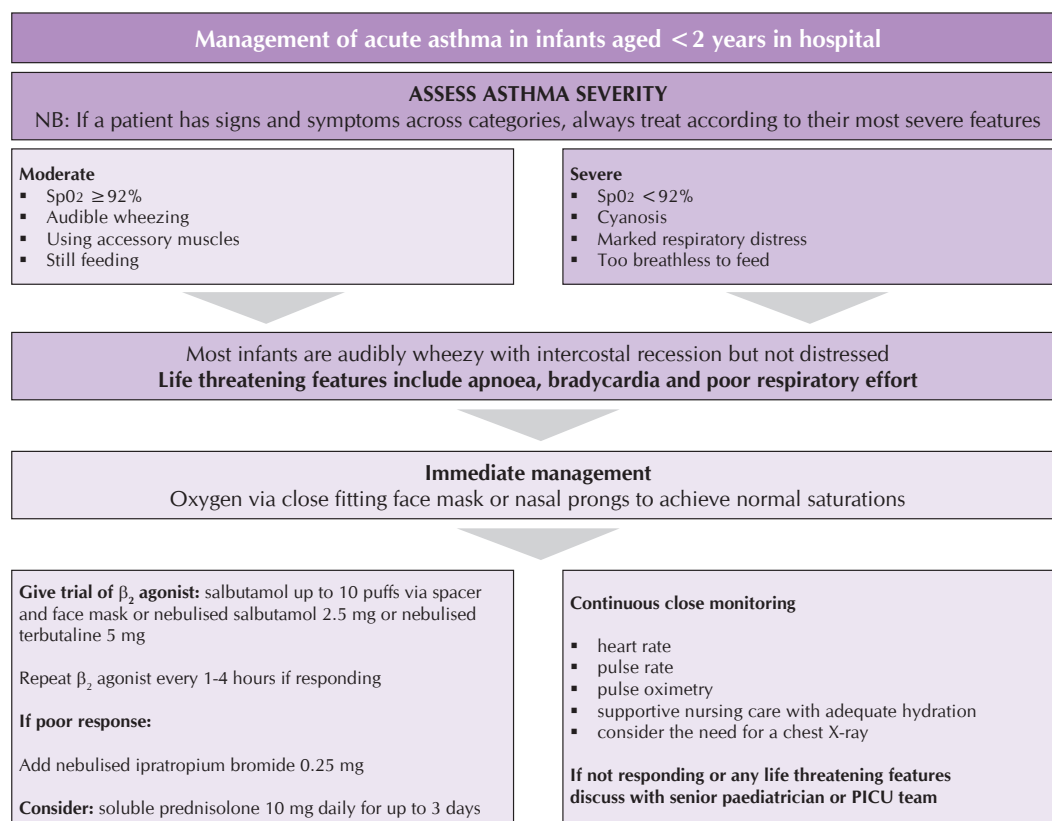 Management of acute asthma in infants aged <2 years in hospital
ASSESS ASTHMA SEVERITY
NB: If a patient has signs and symptoms across categories, always treat according to their most severe features
Moderate
▪ Sp02 ≥92%
▪ Audible wheezing
▪ Using accessory muscles
▪ Still feeding
Severe
▪ Sp02 <92%
▪ Cyanosis
▪ Marked respiratory distress
▪ Too breathless to feed
Most infants are audibly wheezy with intercostal recession but not distressed
Life threatening features include apnoea, bradycardia and poor respiratory effort
Immediate management
Oxygen via close fitting face mask or nasal prongs to achieve normal saturations
Give trial of β₂ agonist: salbutamol up to 10 puffs via spacer
and face mask or nebulised salbutamol 2.5 mg or nebulised
terbutaline 5 mg
Repeat β₂ agonist every 1-4 hours if responding
If poor response:
Add nebulised ipratropium bromide 0.25 mg
Consider: soluble prednisolone 10 mg daily for up to 3 days
Continuous close monitoring
▪ heart rate
▪ pulse rate
▪ pulse oximetry
▪ supportive nursing care with adequate hydration
▪ consider the need for a chest X-ray
If not responding or any life threatening features
discuss with senior paediatrician or PICU team